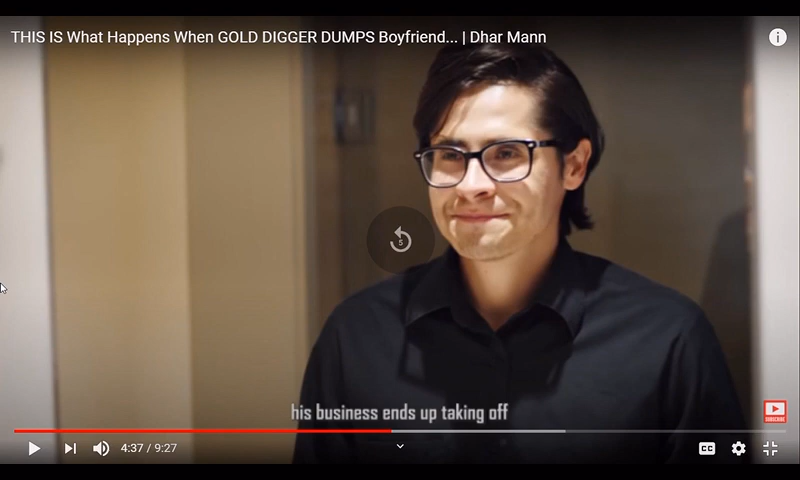 THIS IS What Happens When GOLD DIGGER DUMPS Boyfriend... | Dhar Mann
5
his business ends up taking off
SUBSCRIBE
4:37 / 9:27
CC